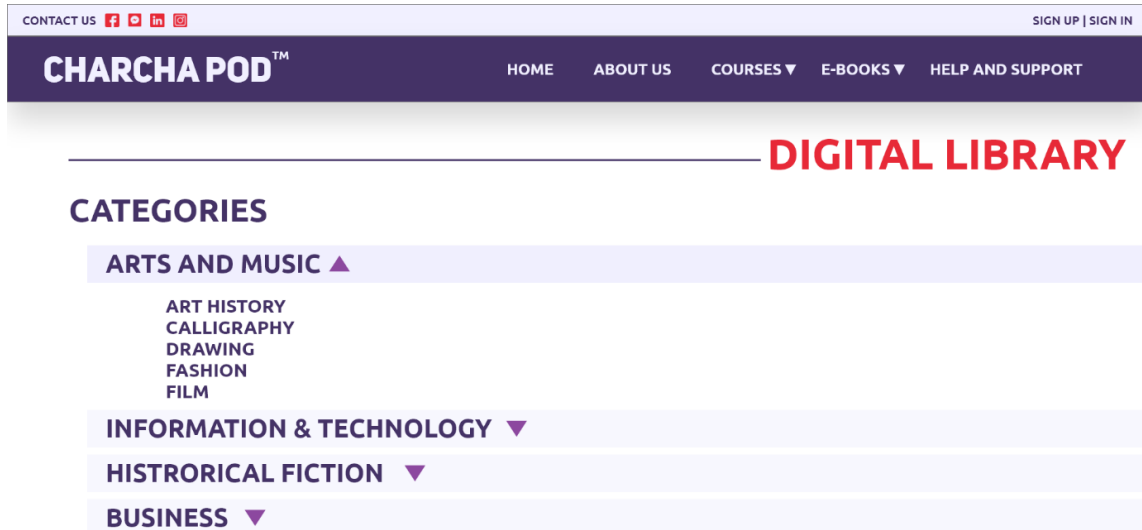 CONTACT US
SIGN UP | SIGN IN
CHARCHA POD™
HOME ABOUT US COURSES▼ E-BOOKS▼ HELP AND SUPPORT
DIGITAL LIBRARY
CATEGORIES
ARTS AND MUSIC ▲
ART HISTORY
CALLIGRAPHY
DRAWING
FASHION
FILM
INFORMATION & TECHNOLOGY ▼
HISTRORICAL FICTION ▼
BUSINESS ▼